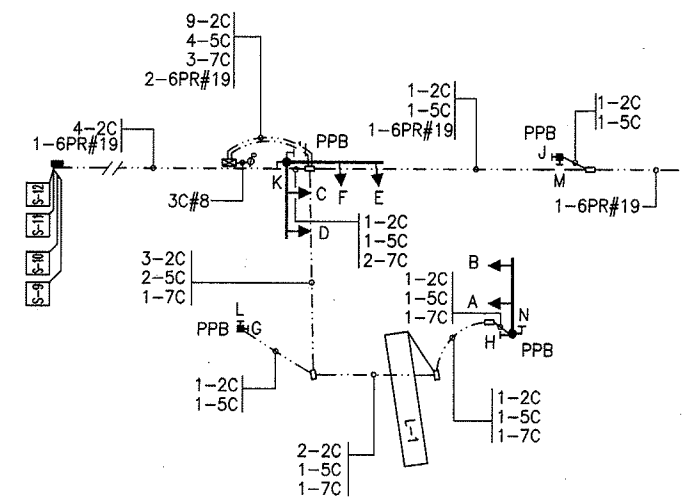 9-2C
4-5C
3-7C
2-6PR#19
4-2C
1-6PR#19
PPB
1-2C
1-5C
1-6PR#19
1-2C
1-5C
PPB
J
M
1-6PR#19
K
C
F
E
D
3C#8
1-2C
1-5C
2-7C
S-12
S-11
S-10
S-9
3-2C
2-5C
1-7C
B
A
1-2C
1-5C
1-7C
N
H
PPB
L
PPB
G
1-2C
1-5C
L-1
1-2C
1-5C
1-7C
2-2C
1-5C
1-7C